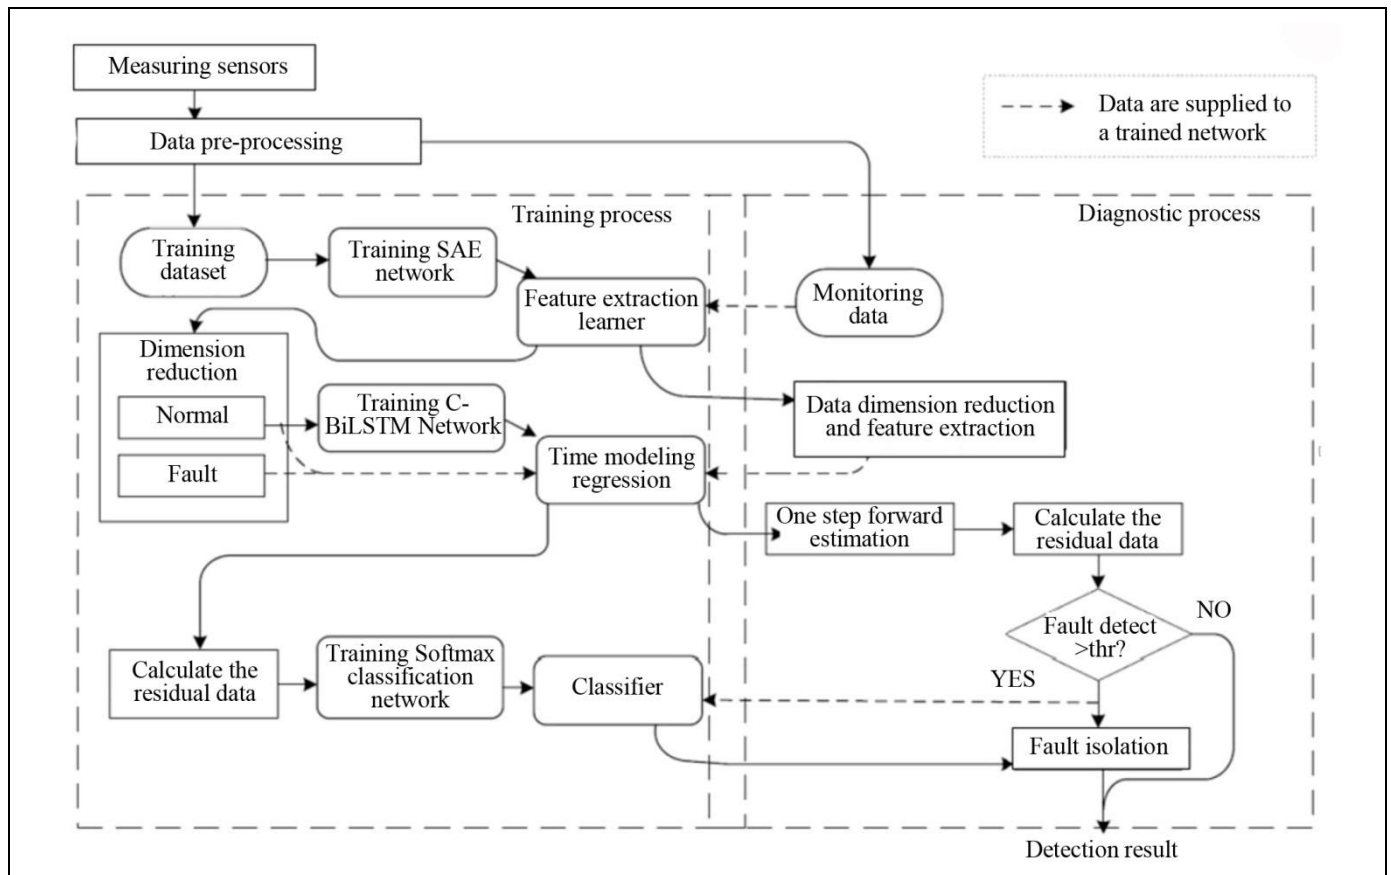 Measuring sensors
Data are supplied to
a trained network
Data pre-processing
Training process
Diagnostic process
Training
dataset
Training SAE
network
Feature extraction
learner
Monitoring
data
Dimension
reduction
Normal
Fault
Training C-
BiLSTM Network
Time modeling
regression
Data dimension reduction
and feature extraction
One step forward
estimation
Calculate the
residual data
Fault detect
>thr?
NO
YES
Calculate the
residual data
Training Softmax
classification
network
Classifier
Fault isolation
Detection result